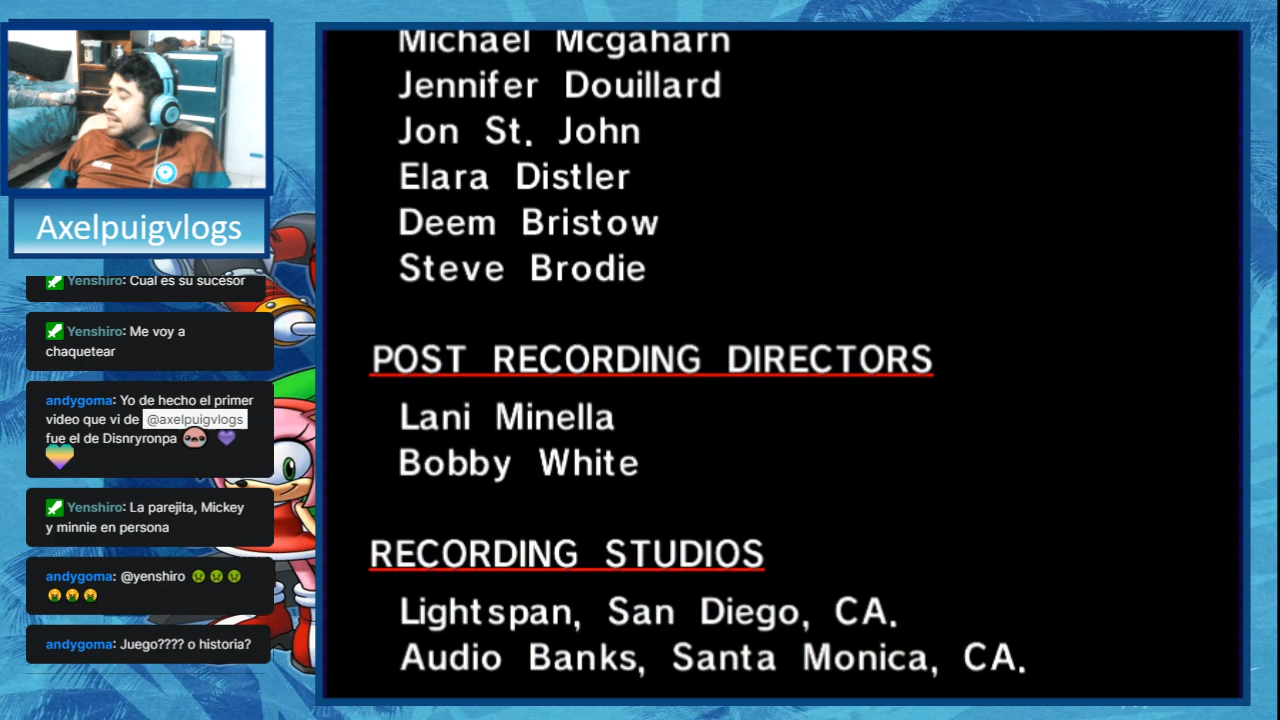 Axelpuigvlogs
Yenshiro: Cual es su sucesor
Yenshiro: Me voy a
chaquetear
andygoma: Yo de hecho el primer
video que vi de @axelpuigvlogs
fue el de Disnryronpa
Yenshiro: La parejita, Mickey
y minnie en persona
andygoma: @yenshiro
andygoma: Juego???? o historia?
Michael Mcgaharn
Jennifer Douillard
Jon St. John
Elara Distler
Deem Bristow
Steve Brodie
POST RECORDING DIRECTORS
Lani Minella
Bobby White
RECORDING STUDIOS
Lightspan, San Diego, CA.
Audio Banks, Santa Monica, CA.